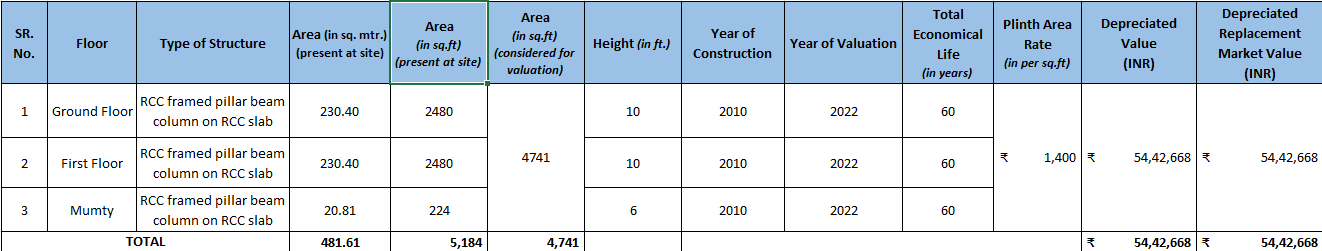 SR. No. Floor Type of Structure Area (in sq. mtr.) (present at site) Area (in sq.ft) (present at site) Area (in sq.ft) (considered for valuation) Height (in ft.) Year of Construction Year of Valuation Total Economical Life (in years) Plinth Area Rate (in per sq.ft) Depreciated Value (INR) Depreciated Replacement Market Value (INR)
1 Ground Floor RCC framed pillar beam column on RCC slab 230.40 2480 4741 10 2010 2022 60 ₹ 1,400 ₹ 54,42,668 ₹ 54,42,668
2 First Floor RCC framed pillar beam column on RCC slab 230.40 2480 10 2010 2022 60
3 Mumty RCC framed pillar beam column on RCC slab 20.81 224 6 2010 2022 60
TOTAL 481.61 5,184 4,741 ₹ 54,42,668 ₹ 54,42,668